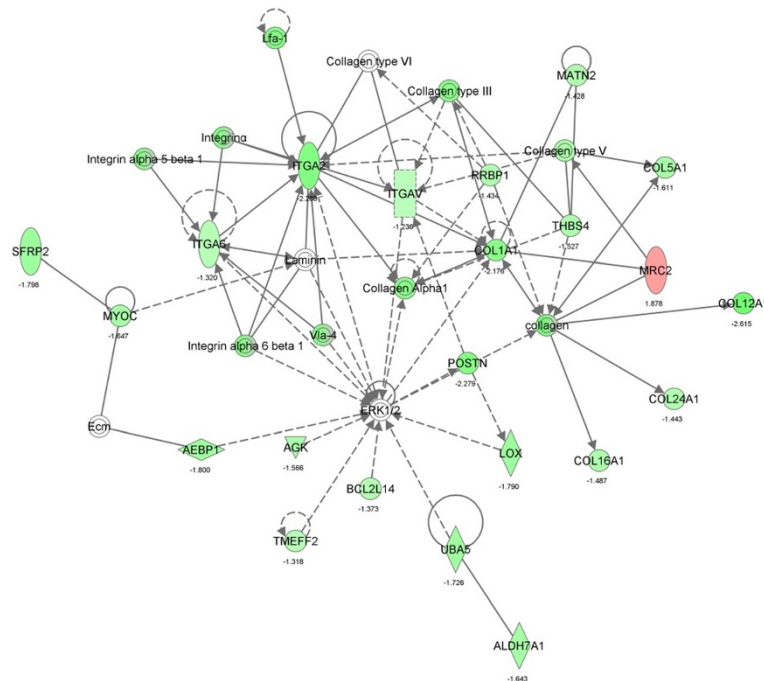 Lfa-1
Collagen type VI
MATN2
-1.428
Collagen type III
Integrinα
Integrin alpha 5 beta 1
ITGA2
Collagen type V
COL5A1
-1.611
RRBP1
-1.434
ITGAV
-1.236
THBS4
-1.527
ITGA6
-1.320
SFRP2
-1.798
Laminin
COL1A1
-2.176
MRC2
1.878
Collagen Alpha1
COL12A1
-2.615
MYOC
-1.647
collagen
Vla-4
Integrin alpha 6 beta 1
POSTN
-2.279
ERK1/2
COL24A1
-1.443
Ecm
AEBP1
-1.800
AGK
-1.566
LOX
-1.790
COL16A1
-1.487
BCL2L14
-1.373
TMEFF2
-1.318
UBA5
-1.726
ALDH7A1
-1.643